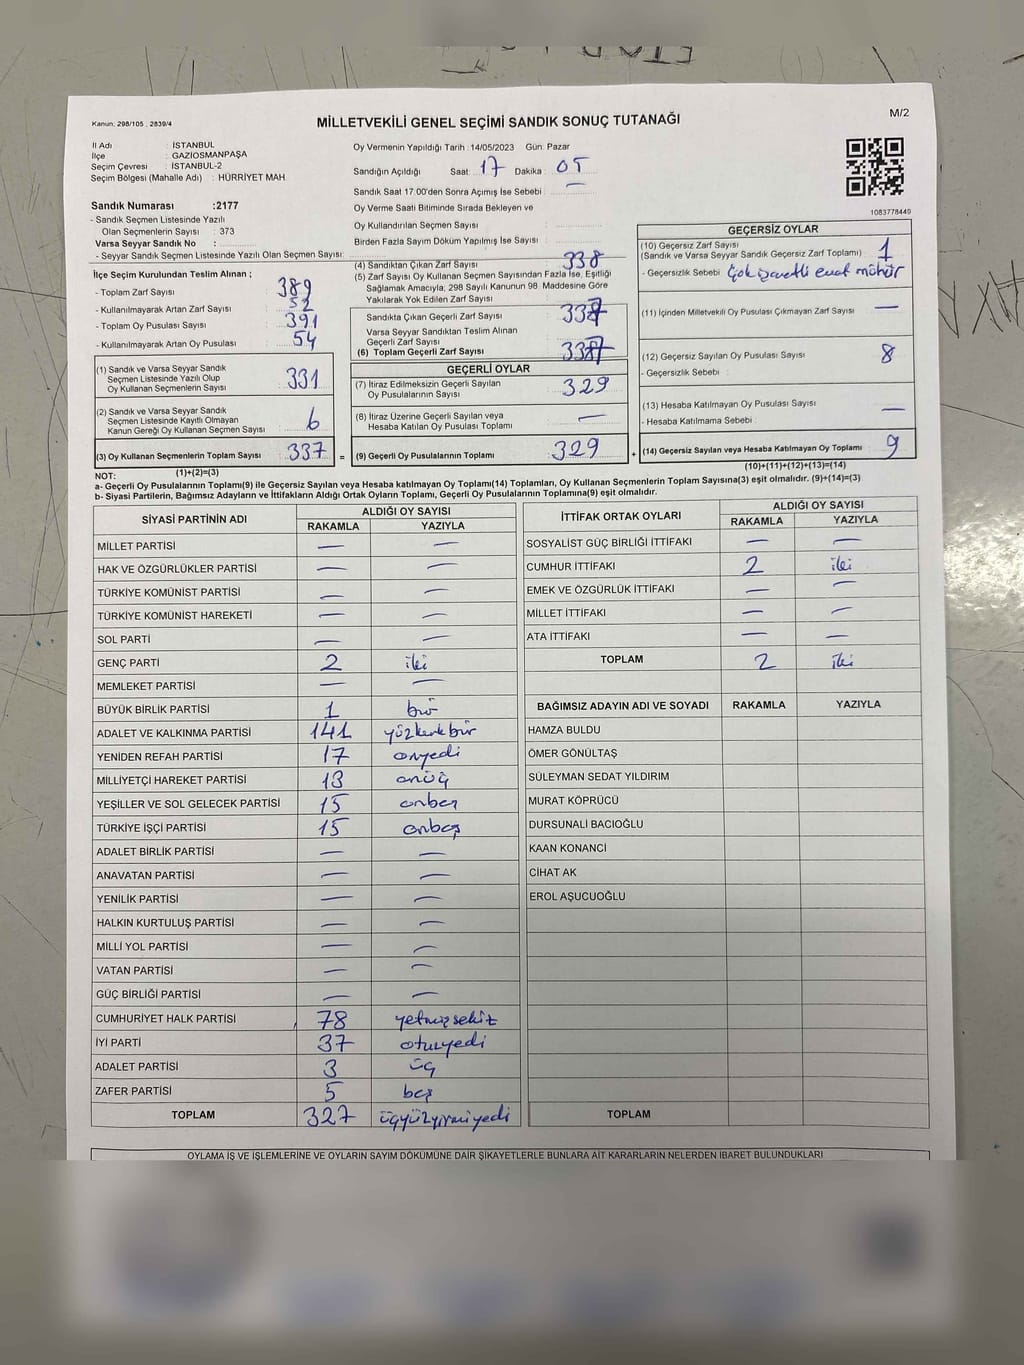 Kanun: 298/105 , 2839/4
MİLLETVEKİLİ GENEL SEÇİMİ SANDIK SONUÇ TUTANAĞI
M/2
İl Adı : İSTANBUL
İlçe : GAZİOSMANPAŞA
Seçim Çevresi : İSTANBUL-2
Seçim Bölgesi (Mahalle Adı) : HÜRRİYET MAH.
Sandık Numarası :2177
- Sandık Seçmen Listesinde Yazılı
Olan Seçmenlerin Sayısı : 373
Varsa Seyyar Sandık No :
- Seyyar Sandık Seçmen Listesinde Yazılı Olan Seçmen Sayısı:
Oy Vermenin Yapıldığı Tarih :14/05/2023 Gün: Pazar
Sandığın Açıldığı Saat: 17 Dakika : 05
Sandık Saat 17:00'den Sonra Açımış İse Sebebi : —
Oy Verme Saati Bitiminde Sırada Bekleyen ve
Oy Kullandırılan Seçmen Sayısı :
Birden Fazla Sayım Döküm Yapılmış İse Sayısı :
1083778449
İlçe Seçim Kurulundan Teslim Alınan ;
- Toplam Zarf Sayısı : 389
- Kullanılmayarak Artan Zarf Sayısı : 52
- Toplam Oy Pusulası Sayısı : 391
- Kullanılmayarak Artan Oy Pusulası : 54
(1) Sandık ve Varsa Seyyar Sandık
Seçmen Listesinde Yazılı Olup
Oy Kullanan Seçmenlerin Sayısı : 331
(2) Sandık ve Varsa Seyyar Sandık
Seçmen Listesinde Kayıtlı Olmayan
Kanun Gereği Oy Kullanan Seçmen Sayısı : 6
(3) Oy Kullanan Seçmenlerin Toplam Sayısı : 337 =
(1)+(2)=(3)
(4) Sandıktan Çıkan Zarf Sayısı : 338
(5) Zarf Sayısı Oy Kullanan Seçmen Sayısından Fazla İse, Eşitliği
Sağlamak Amacıyla; 298 Sayılı Kanunun 98. Maddesine Göre
Yakılarak Yok Edilen Zarf Sayısı :
Sandıkta Çıkan Geçerli Zarf Sayısı : 337
Varsa Seyyar Sandıktan Teslim Alınan
Geçerli Zarf Sayısı :
(6) Toplam Geçerli Zarf Sayısı : 337
GEÇERLİ OYLAR
(7) İtiraz Edilmeksizin Geçerli Sayılan
Oy Pusulalarının Sayısı : 329
(8) İtiraz Üzerine Geçerli Sayılan veya
Hesaba Katılan Oy Pusulası Toplamı : —
(9) Geçerli Oy Pusulalarının Toplamı : 329 +
GEÇERSİZ OYLAR
(10) Geçersiz Zarf Sayısı
(Sandık ve Varsa Seyyar Sandık Geçersiz Zarf Toplamı) : 1
- Geçersizlik Sebebi : evet mühür
(11) İçinden Milletvekili Oy Pusulası Çıkmayan Zarf Sayısı : —
(12) Geçersiz Sayılan Oy Pusulası Sayısı : 8
- Geçersizlik Sebebi :
(13) Hesaba Katılmayan Oy Pusulası Sayısı : —
- Hesaba Katılmama Sebebi :
(14) Geçersiz Sayılan veya Hesaba Katılmayan Oy Toplamı : 9
(10)+(11)+(12)+(13)=(14)
NOT:
a- Geçerli Oy Pusulalarının Toplamı(9) ile Geçersiz Sayılan veya Hesaba katılmayan Oy Toplamı(14) Toplamları, Oy Kullanan Seçmenlerin Toplam Sayısına(3) eşit olmalıdır. (9)+(14)=(3)
b- Siyasi Partilerin, Bağımsız Adayların ve İttifakların Aldığı Ortak Oyların Toplamı, Geçerli Oy Pusulalarının Toplamına(9) eşit olmalıdır.
SİYASİ PARTİNİN ADI ALDIĞI OY SAYISI
RAKAMLA YAZIYLA
MİLLET PARTİSİ — —
HAK VE ÖZGÜRLÜKLER PARTİSİ — —
TÜRKİYE KOMÜNİST PARTİSİ — —
TÜRKİYE KOMÜNİST HAREKETİ — —
SOL PARTİ — —
GENÇ PARTİ 2 iki
MEMLEKET PARTİSİ — —
BÜYÜK BİRLİK PARTİSİ 1 bir
ADALET VE KALKINMA PARTİSİ 141 yüzkırkbir
YENİDEN REFAH PARTİSİ 17 onyedi
MİLLİYETÇİ HAREKET PARTİSİ 13 onüç
YEŞİLLER VE SOL GELECEK PARTİSİ 15 onbeş
TÜRKİYE İŞÇİ PARTİSİ 15 onbeş
ADALET BİRLİK PARTİSİ — —
ANAVATAN PARTİSİ — —
YENİLİK PARTİSİ — —
HALKIN KURTULUŞ PARTİSİ — —
MİLLİ YOL PARTİSİ — —
VATAN PARTİSİ — —
GÜÇ BİRLİĞİ PARTİSİ — —
CUMHURİYET HALK PARTİSİ 78 yetmişsekiz
İYİ PARTİ 37 otuzyedi
ADALET PARTİSİ 3 üç
ZAFER PARTİSİ 5 beş
TOPLAM 327 üçyüzyirmiyedi
İTTİFAK ORTAK OYLARI ALDIĞI OY SAYISI
RAKAMLA YAZIYLA
SOSYALİST GÜÇ BİRLİĞİ İTTİFAKI — —
CUMHUR İTTİFAKI 2 iki
EMEK VE ÖZGÜRLÜK İTTİFAKI — —
MİLLET İTTİFAKI — —
ATA İTTİFAKI — —
TOPLAM 2 iki
BAĞIMSIZ ADAYIN ADI VE SOYADI RAKAMLA YAZIYLA
HAMZA BULDU
ÖMER GÖNÜLTAŞ
SÜLEYMAN SEDAT YILDIRIM
MURAT KÖPRÜCÜ
DURSUNALİ BACIOĞLU
KAAN KONANCİ
CİHAT AK
EROL AŞUCUOĞLU
TOPLAM
OYLAMA İŞ VE İŞLEMLERİNE VE OYLARIN SAYIM DÖKÜMÜNE DAİR ŞİKAYETLERLE BUNLARA AİT KARARLARIN NELERDEN İBARET BULUNDUKLARI